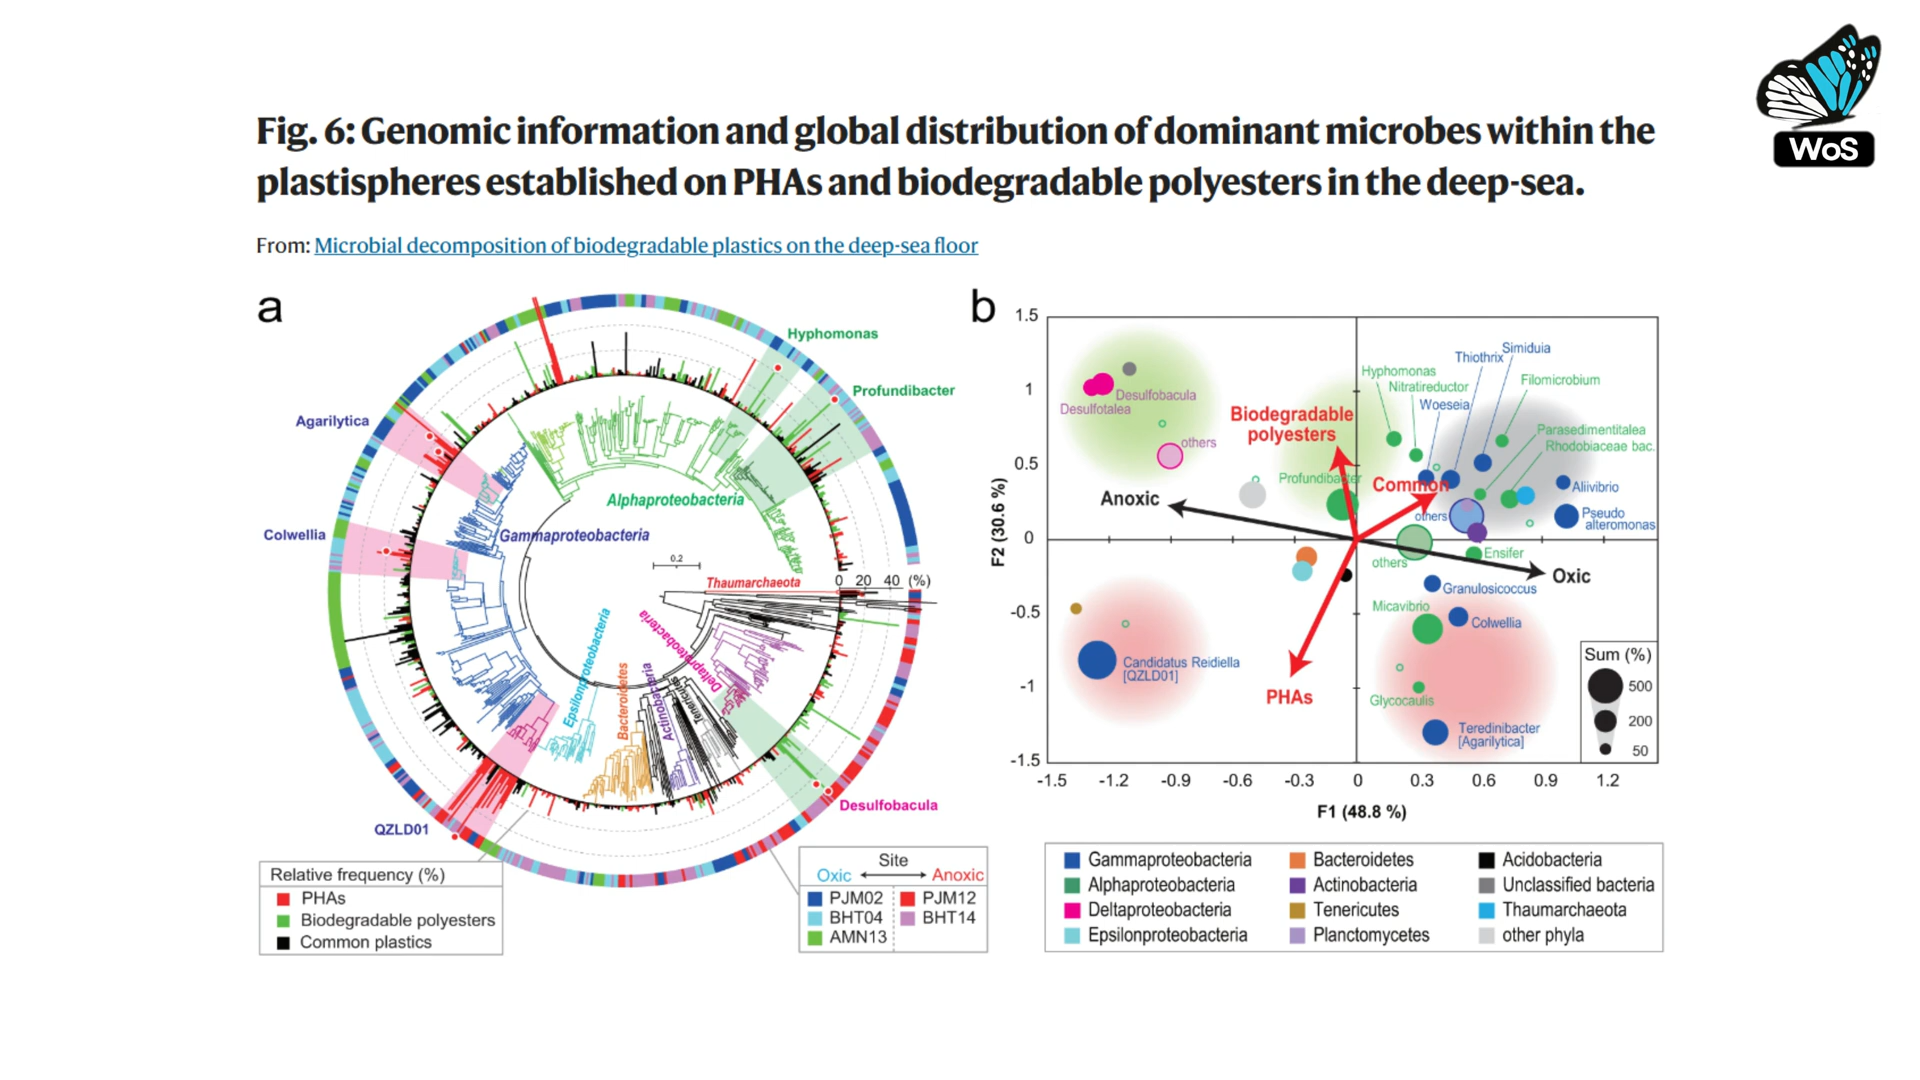 WoS
Fig. 6: Genomic information and global distribution of dominant microbes within the
plastispheres established on PHAs and biodegradable polyesters in the deep-sea.
From: Microbial decomposition of biodegradable plastics on the deep-sea floor
a
Hyphomonas
Profundibacter
Agarilytica
Colwellia
Alphaproteobacteria
Gammaproteobacteria
0.2
Thaumarchaeota
0 20 40 (%)
Epsilonproteobacteria
Bacteroidetes
Actinobacteria
Tenericutes
Deltaproteobacteria
Desulfobacula
QZLD01
Relative frequency (%)
PHAs
Biodegradable polyesters
Common plastics
Site
Oxic Anoxic
PJM02 PJM12
BHT04 BHT14
AMN13
b
1.5
1
0.5
0
-0.5
-1
-1.5
F2 (30.6 %)
Simiduia
Thiothrix
Hyphomonas
Nitratireductor
Filomicrobium
Woeseia
Desulfobacula
Desulfotalea
Biodegradable
polyesters
others
Parasedimentitalea
Rhodobiaceae bac.
Profundibacter
Common
Anoxic
Aliivibrio
others
Pseudo
alteromonas
Ensifer
others
Oxic
Granulosicoccus
Micavibrio
Colwellia
Candidatus Reidiella
[QZLD01]
PHAs
Glycocaulis
Teredinibacter
[Agarilytica]
Sum (%)
500
200
50
-1.5 -1.2 -0.9 -0.6 -0.3 0 0.3 0.6 0.9 1.2
F1 (48.8 %)
Gammaproteobacteria Bacteroidetes Acidobacteria
Alphaproteobacteria Actinobacteria Unclassified bacteria
Deltaproteobacteria Tenericutes Thaumarchaeota
Epsilonproteobacteria Planctomycetes other phyla